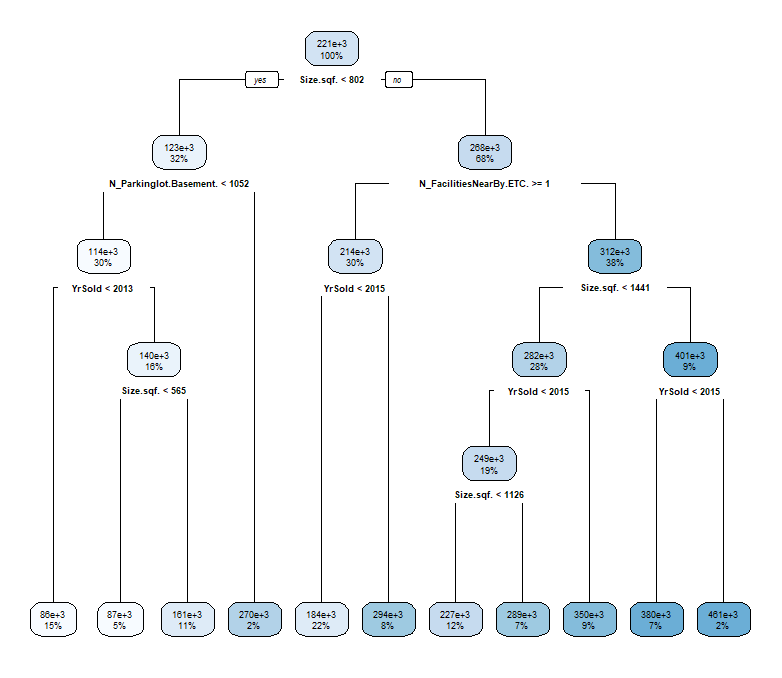 221e+3
100%
yes
Size.sqf. < 802
no
123e+3
32%
268e+3
68%
N_Parkinglot.Basement. < 1052
N_FacilitiesNearBy.ETC. >= 1
114e+3
30%
214e+3
30%
312e+3
38%
YrSold < 2013
YrSold < 2015
Size.sqf. < 1441
140e+3
16%
282e+3
28%
401e+3
9%
Size.sqf. < 565
YrSold < 2015
YrSold < 2015
249e+3
19%
Size.sqf. < 1126
86e+3
15%
87e+3
5%
161e+3
11%
270e+3
2%
184e+3
22%
294e+3
8%
227e+3
12%
289e+3
7%
350e+3
9%
380e+3
7%
461e+3
2%